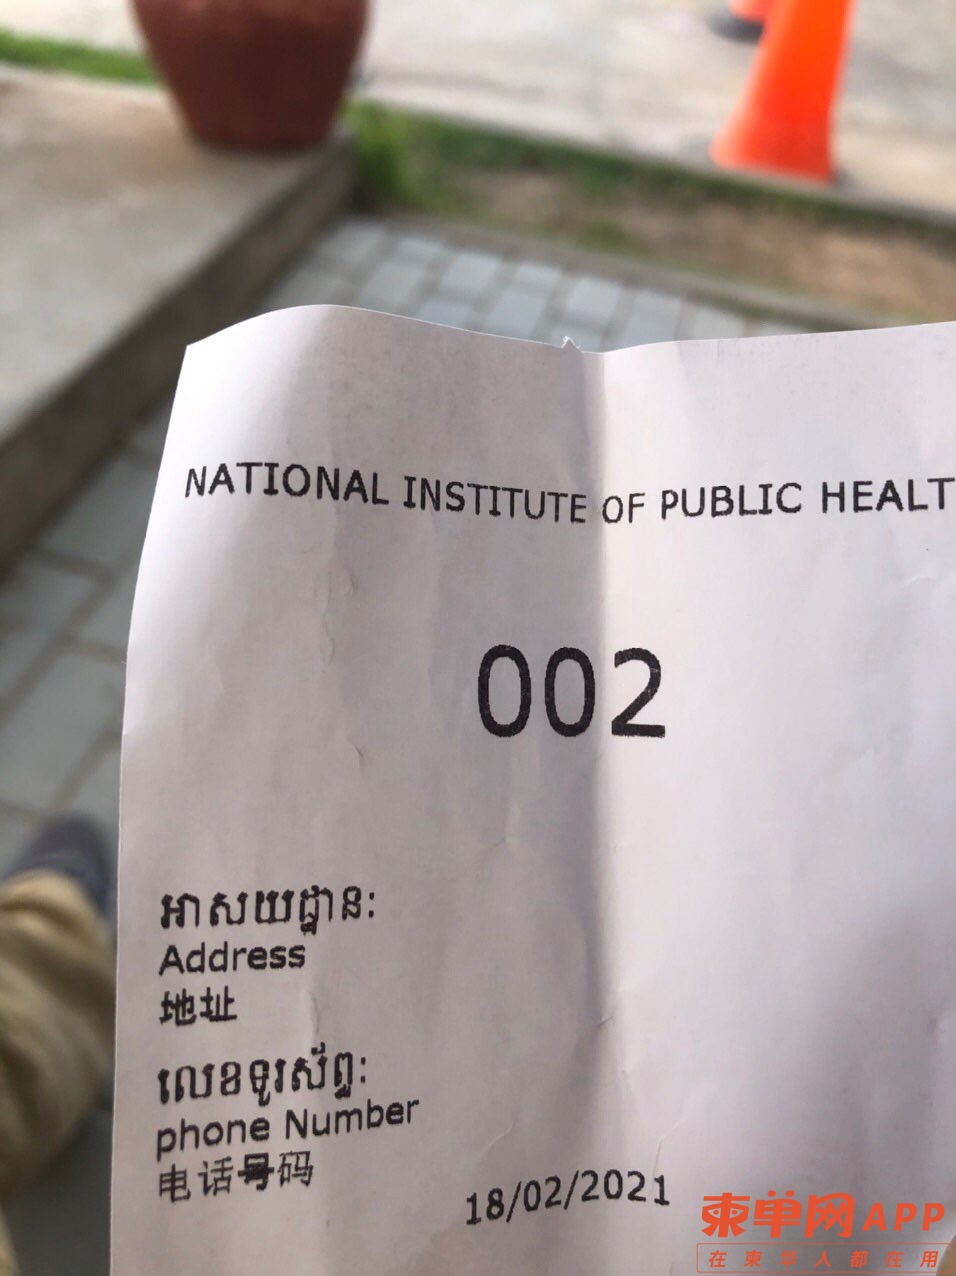 NATIONAL INSTITUTE OF PUBLIC HEALT
002
អាសយដ្ឋាន:
Address
地址
លេខទូរស័ព្ទ:
phone Number
电话号码
18/02/2021
柬单网APP
在柬华人都在用